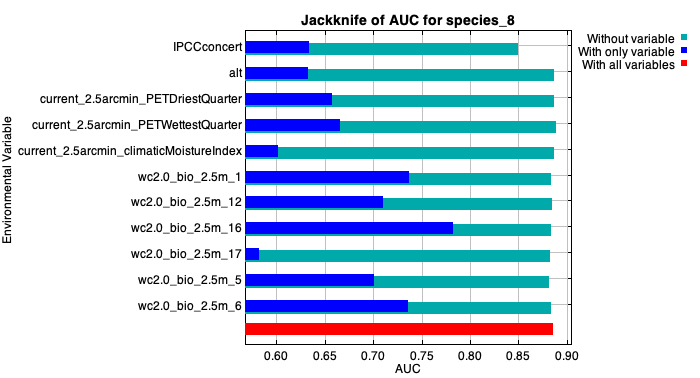 Jackknife of AUC for species_8
Without variable
With only variable
With all variables
Environmental Variable
IPCCconcert
alt
current_2.5arcmin_PETDriestQuarter
current_2.5arcmin_PETWettestQuarter
current_2.5arcmin_climaticMoistureIndex
wc2.0_bio_2.5m_1
wc2.0_bio_2.5m_12
wc2.0_bio_2.5m_16
wc2.0_bio_2.5m_17
wc2.0_bio_2.5m_5
wc2.0_bio_2.5m_6
0.60 0.65 0.70 0.75 0.80 0.85 0.90
AUC